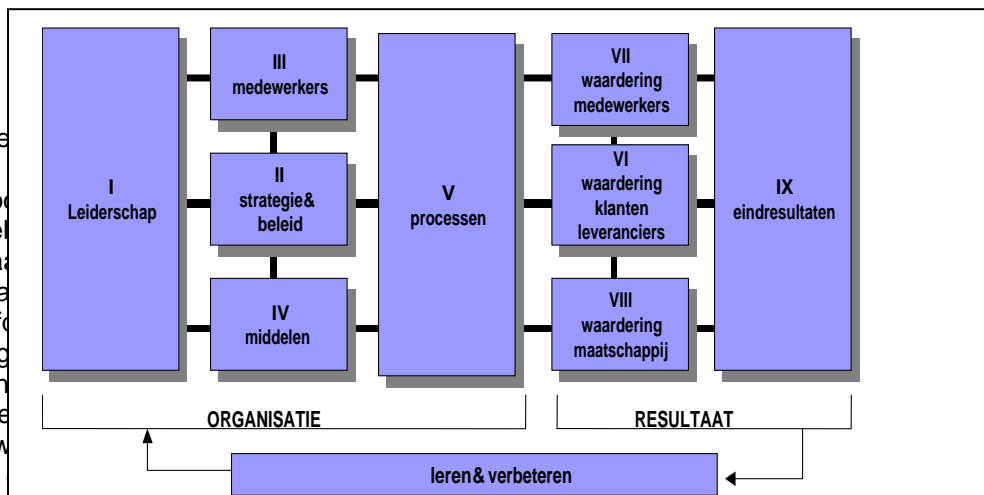 I
Leiderschap
III
medewerkers
II
strategie&
beleid
IV
middelen
V
processen
VII
waardering
medewerkers
VI
waardering
klanten
leveranciers
VIII
waardering
maatschappij
IX
eindresultaten
ORGANISATIE
RESULTAAT
leren& verbeteren